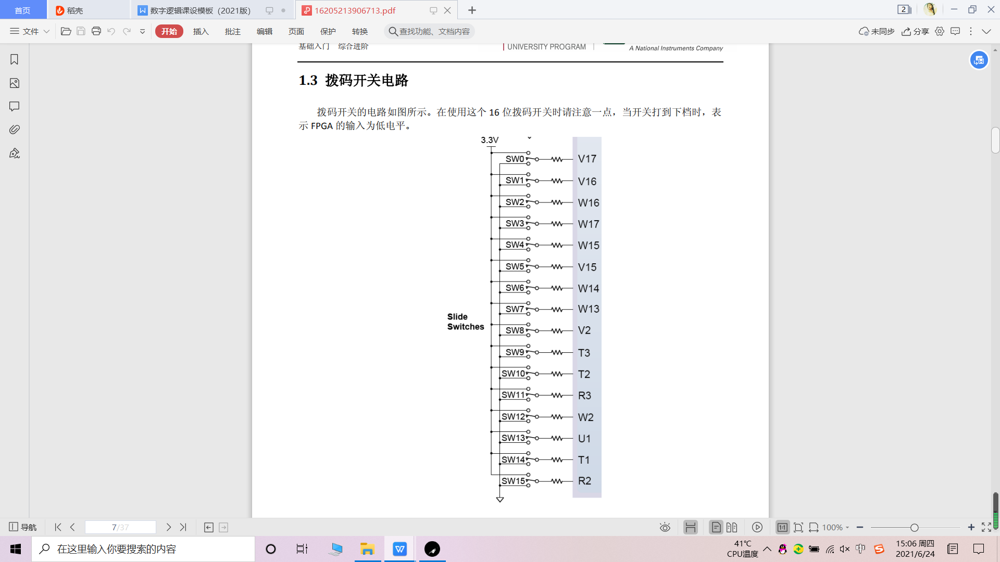 首页
稻壳
数字逻辑课设模板（2021版）
16205213906713.pdf
2
文件
开始
插入
批注
编辑
页面
保护
转换
查找功能、文档内容
未同步
分享
基础入门 综合进阶
UNIVERSITY PROGRAM
A National Instruments Company
1.3 拨码开关电路
拨码开关的电路如图所示。在使用这个 16 位拨码开关时请注意一点，当开关打到下档时，表
示 FPGA 的输入为低电平。
3.3V
SW0 V17
SW1 V16
SW2 W16
SW3 W17
SW4 W15
SW5 V15
SW6 W14
SW7 W13
Slide
Switches
SW8 V2
SW9 T3
SW10 T2
SW11 R3
SW12 W2
SW13 U1
SW14 T1
SW15 R2
导航
7/37
1:1
100%
在这里输入你要搜索的内容
41℃
CPU温度
中
15:06 周四
2021/6/24